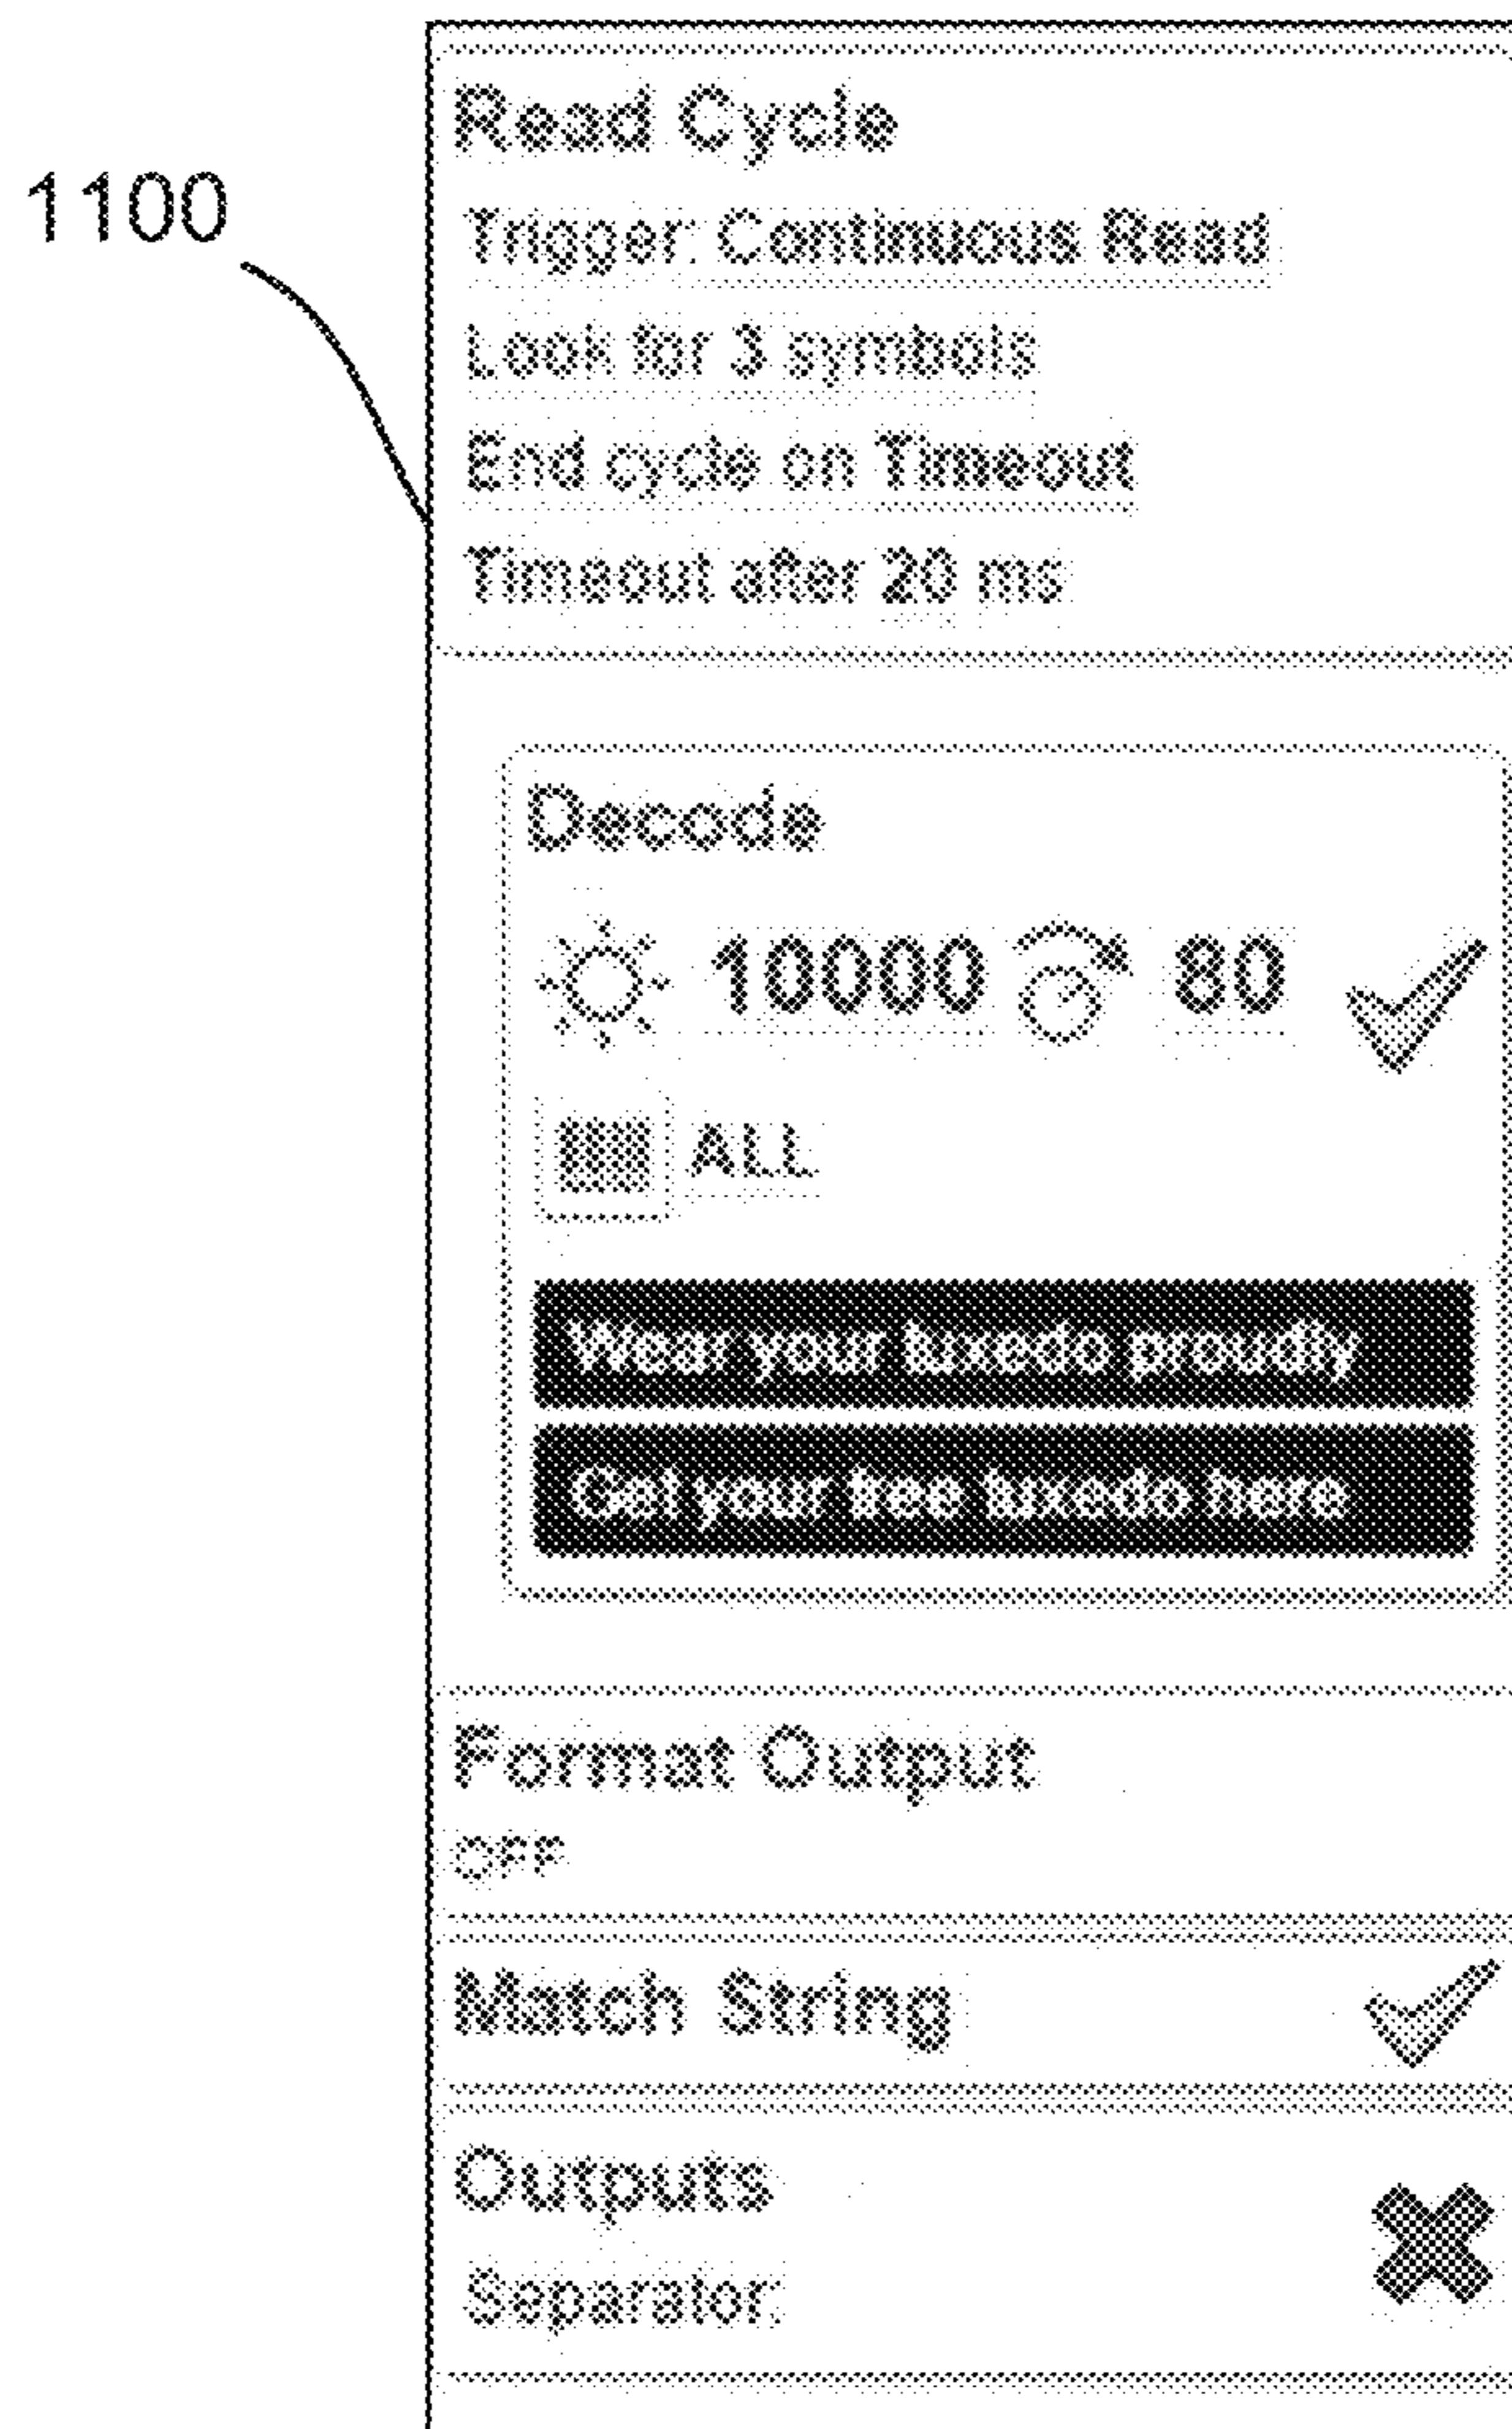 1100
Read Cycle
Trigger: Continuous Read
Look for 3 symbols
End cycle on Timeout
Timeout after 20 ms
Decode
10000 80
ALL
Wear your tuxedo proudly
Get your free tuxedo here
Format Output
OFF
Match String
Outputs
Separator: